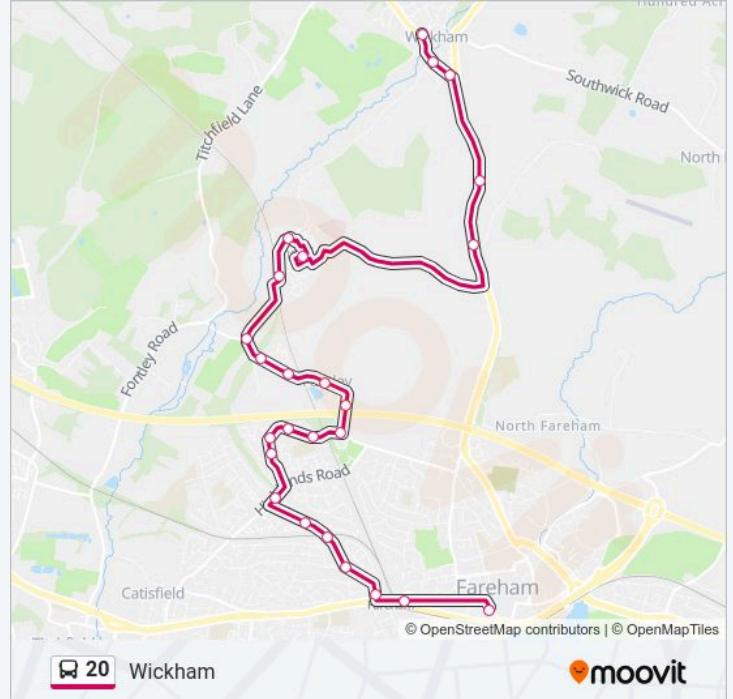 Wickham
Southwick Road
Titchfield Lane
North
Fontley Road
North Fareham
Highlands Road
Catisfield
Fareham
Fareham
© OpenStreetMap contributors | © OpenMapTiles
20 Wickham
moovit